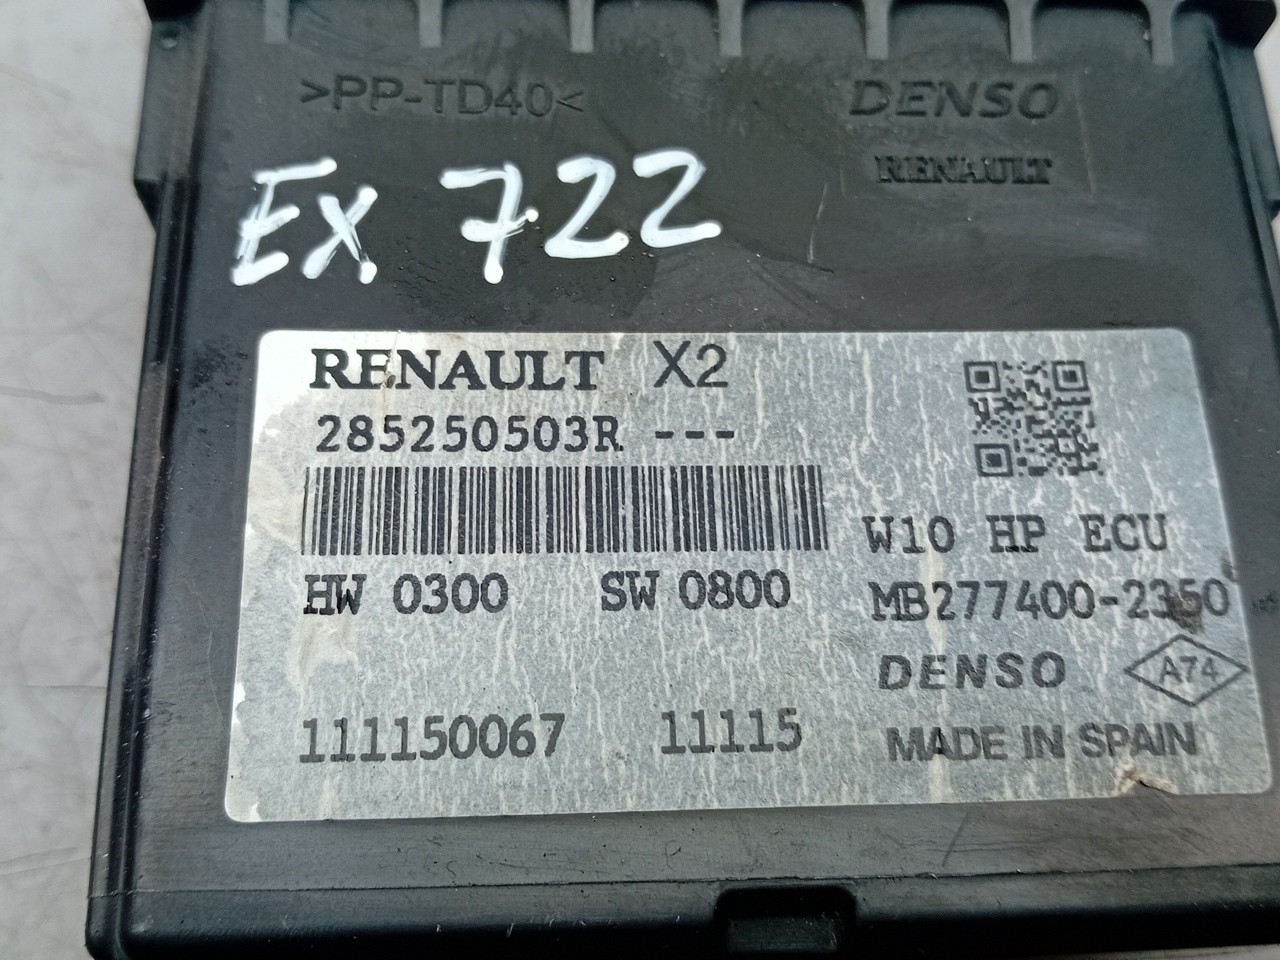 >PP-TD40<
DENSO
RENAULT
EX 722
RENAULT X2
285250503R ---
W10 HP ECU
HW 0300 SW 0800
MB277400-2350
DENSO
A74
111150067 11115
MADE IN SPAIN